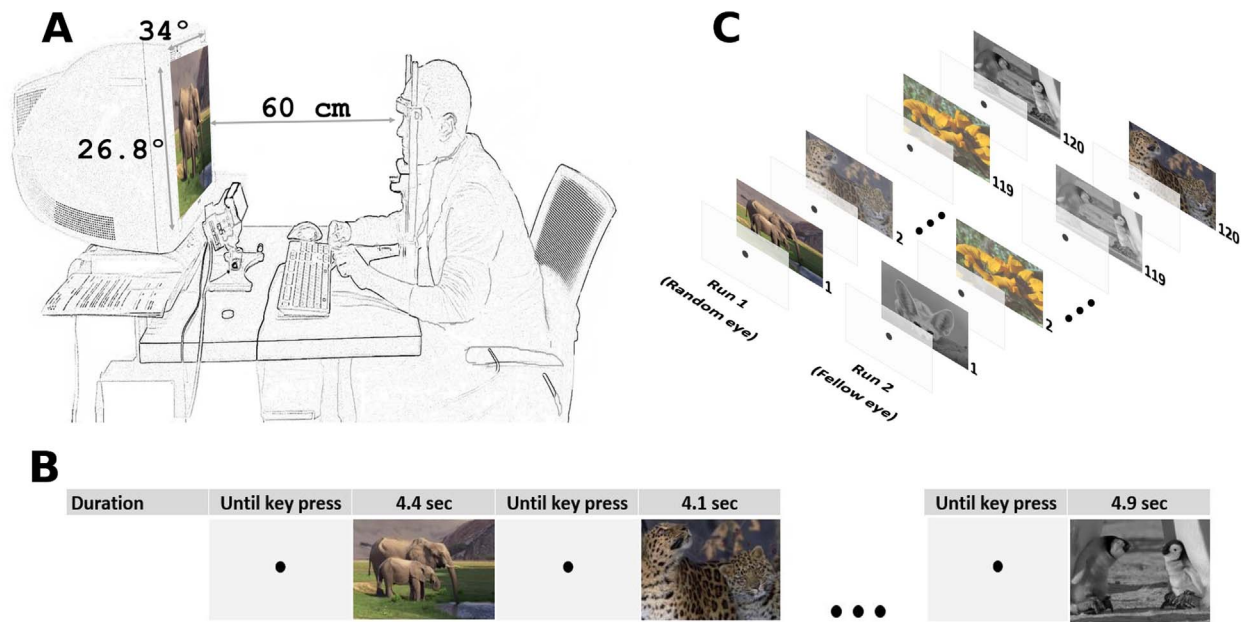 A
34°
60 cm
26.8°
C
120
119
2
1
120
119
2
1
Run 1
(Random eye)
Run 2
(Fellow eye)
B
Duration Until key press 4.4 sec Until key press 4.1 sec Until key press 4.9 sec